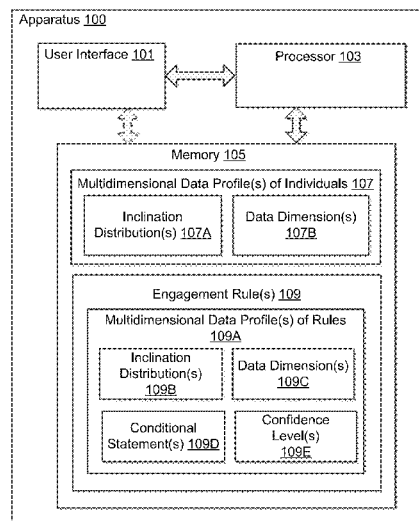 Apparatus 100
User Interface 101
Processor 103
Memory 105
Multidimensional Data Profile(s) of Individuals 107
Inclination
Distribution(s) 107A
Data Dimension(s)
107B
Engagement Rule(s) 109
Multidimensional Data Profile(s) of Rules
109A
Inclination
Distribution(s)
109B
Data Dimension(s)
109C
Conditional
Statement(s) 109D
Confidence
Level(s)
109E